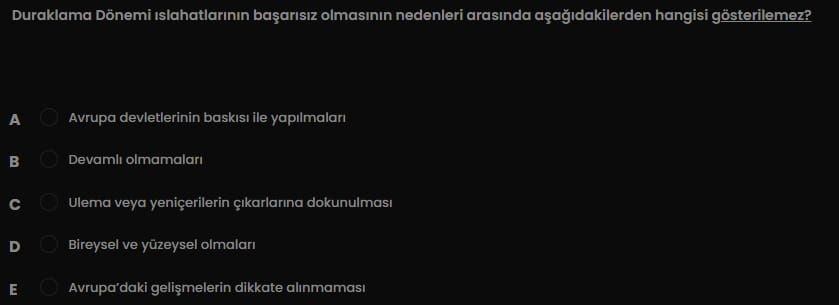 Duraklama Dönemi ıslahatlarının başarısız olmasının nedenleri arasında aşağıdakilerden hangisi gösterilemez?
A Avrupa devletlerinin baskısı ile yapılmaları
B Devamlı olmamaları
C Ulema veya yeniçerilerin çıkarlarına dokunulması
D Bireysel ve yüzeysel olmaları
E Avrupa’daki gelişmelerin dikkate alınmaması